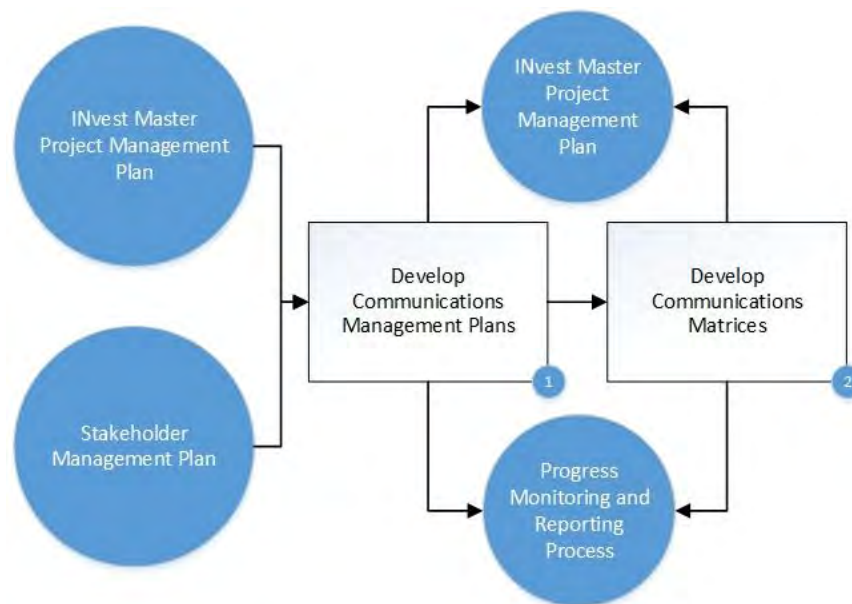 INvest Master
Project Management
Plan
Stakeholder
Management Plan
INvest Master
Project
Management
Plan
Develop
Communications
Management Plans
1
Develop
Communications
Matrices
2
Progress
Monitoring and
Reporting
Process